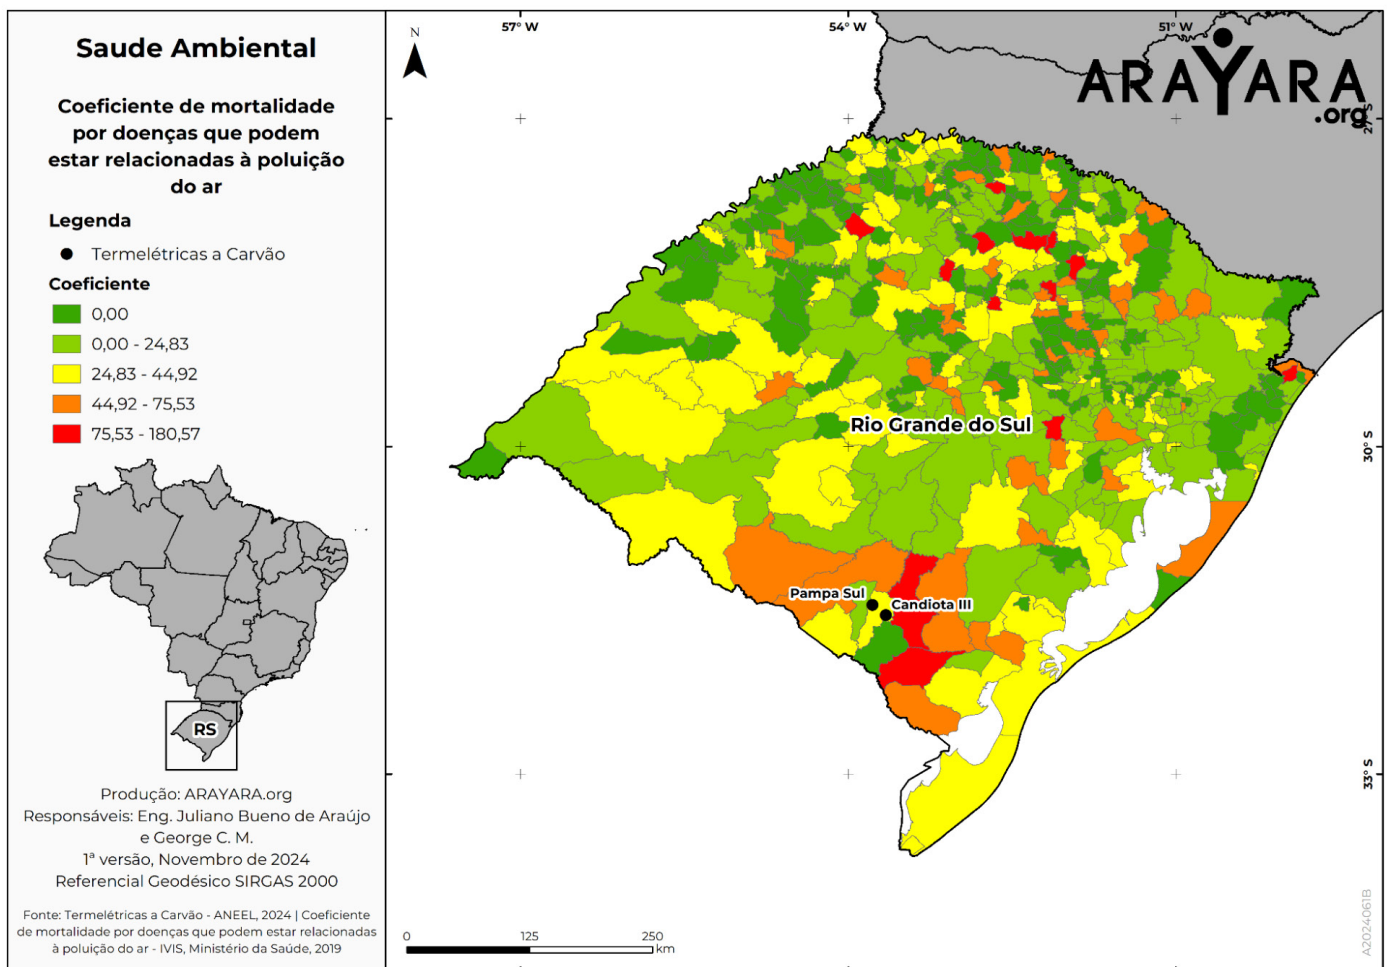 Saude Ambiental
Coeficiente de mortalidade
por doenças que podem
estar relacionadas à poluição
do ar
Legenda
Termelétricas a Carvão
Coeficiente
0,00
0,00 - 24,83
24,83 - 44,92
44,92 - 75,53
75,53 - 180,57
RS
Produção: ARAYARA.org
Responsáveis: Eng. Juliano Bueno de Araújo
e George C. M.
1ª versão, Novembro de 2024
Referencial Geodésico SIRGAS 2000
Fonte: Termelétricas a Carvão - ANEEL, 2024 | Coeficiente
de mortalidade por doenças que podem estar relacionadas
à poluição do ar - IVIS, Ministério da Saúde, 2019
57° W
54° W
51° W
N
ARAYARA
.org
27° S
Rio Grande do Sul
30° S
Pampa Sul
Candiota III
33° S
0
125
250
km
A2024061B